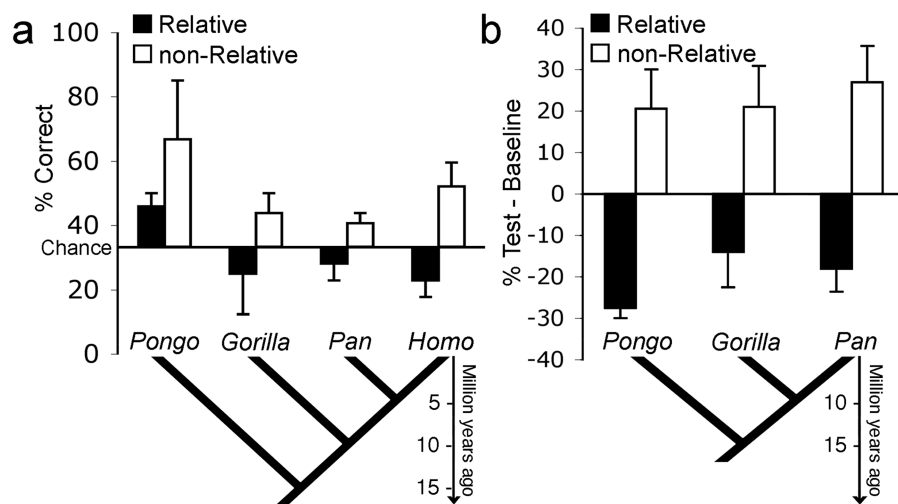 a
Relative
non-Relative
% Correct
100
80
60
40
Chance
20
0
Pongo Gorilla Pan Homo
5
10
15
Million years ago
b
Relative
non-Relative
% Test - Baseline
40
30
20
10
0
-10
-20
-30
-40
Pongo Gorilla Pan
10
15
Million years ago